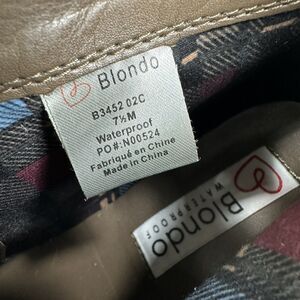 Blondo
B3452 02C
7½M
Waterproof
PO#:N00524
Fabriqué en Chine
Made in China
Blondo
WATERPROOF